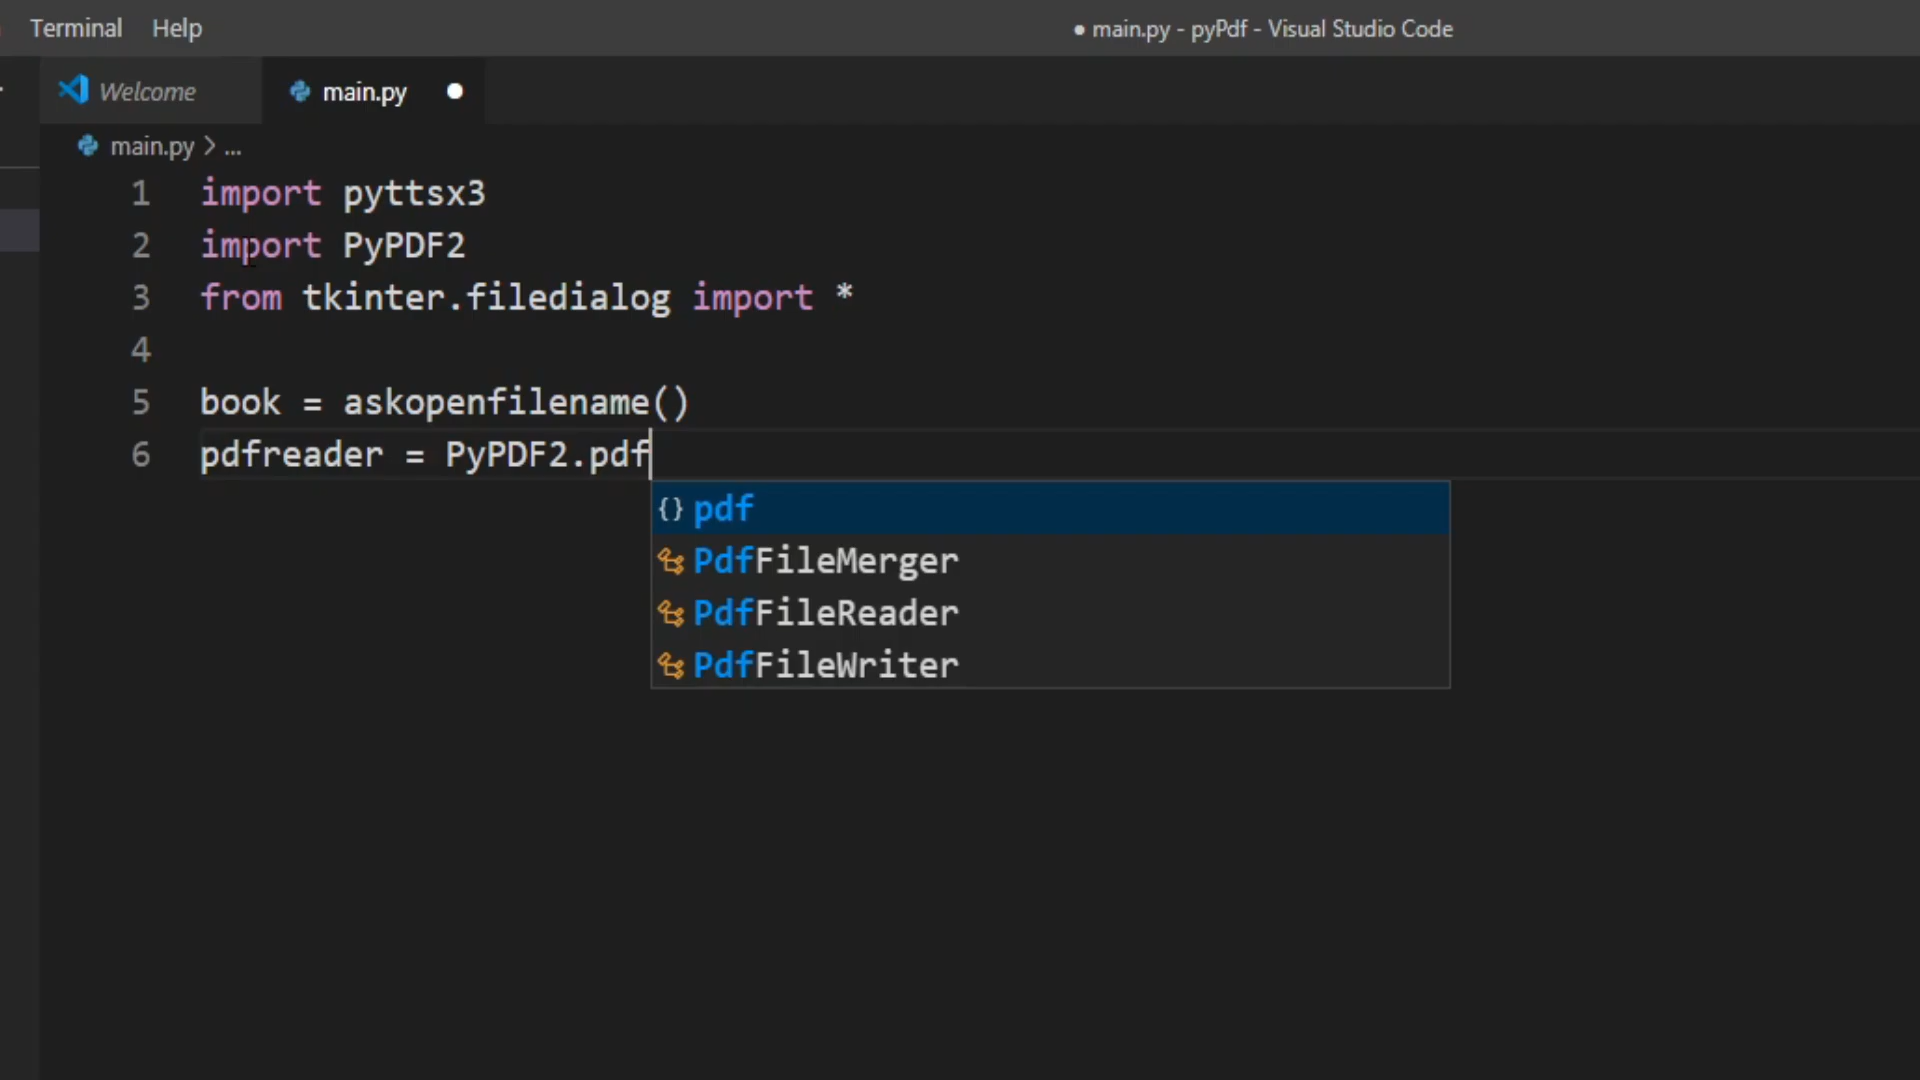 Terminal Help
● main.py - pyPdf - Visual Studio Code
Welcome main.py
main.py > ...
1 import pyttsx3
2 import PyPDF2
3 from tkinter.filedialog import *
4
5 book = askopenfilename()
6 pdfreader = PyPDF2.pdf
{} pdf
PdfFileMerger
PdfFileReader
PdfFileWriter